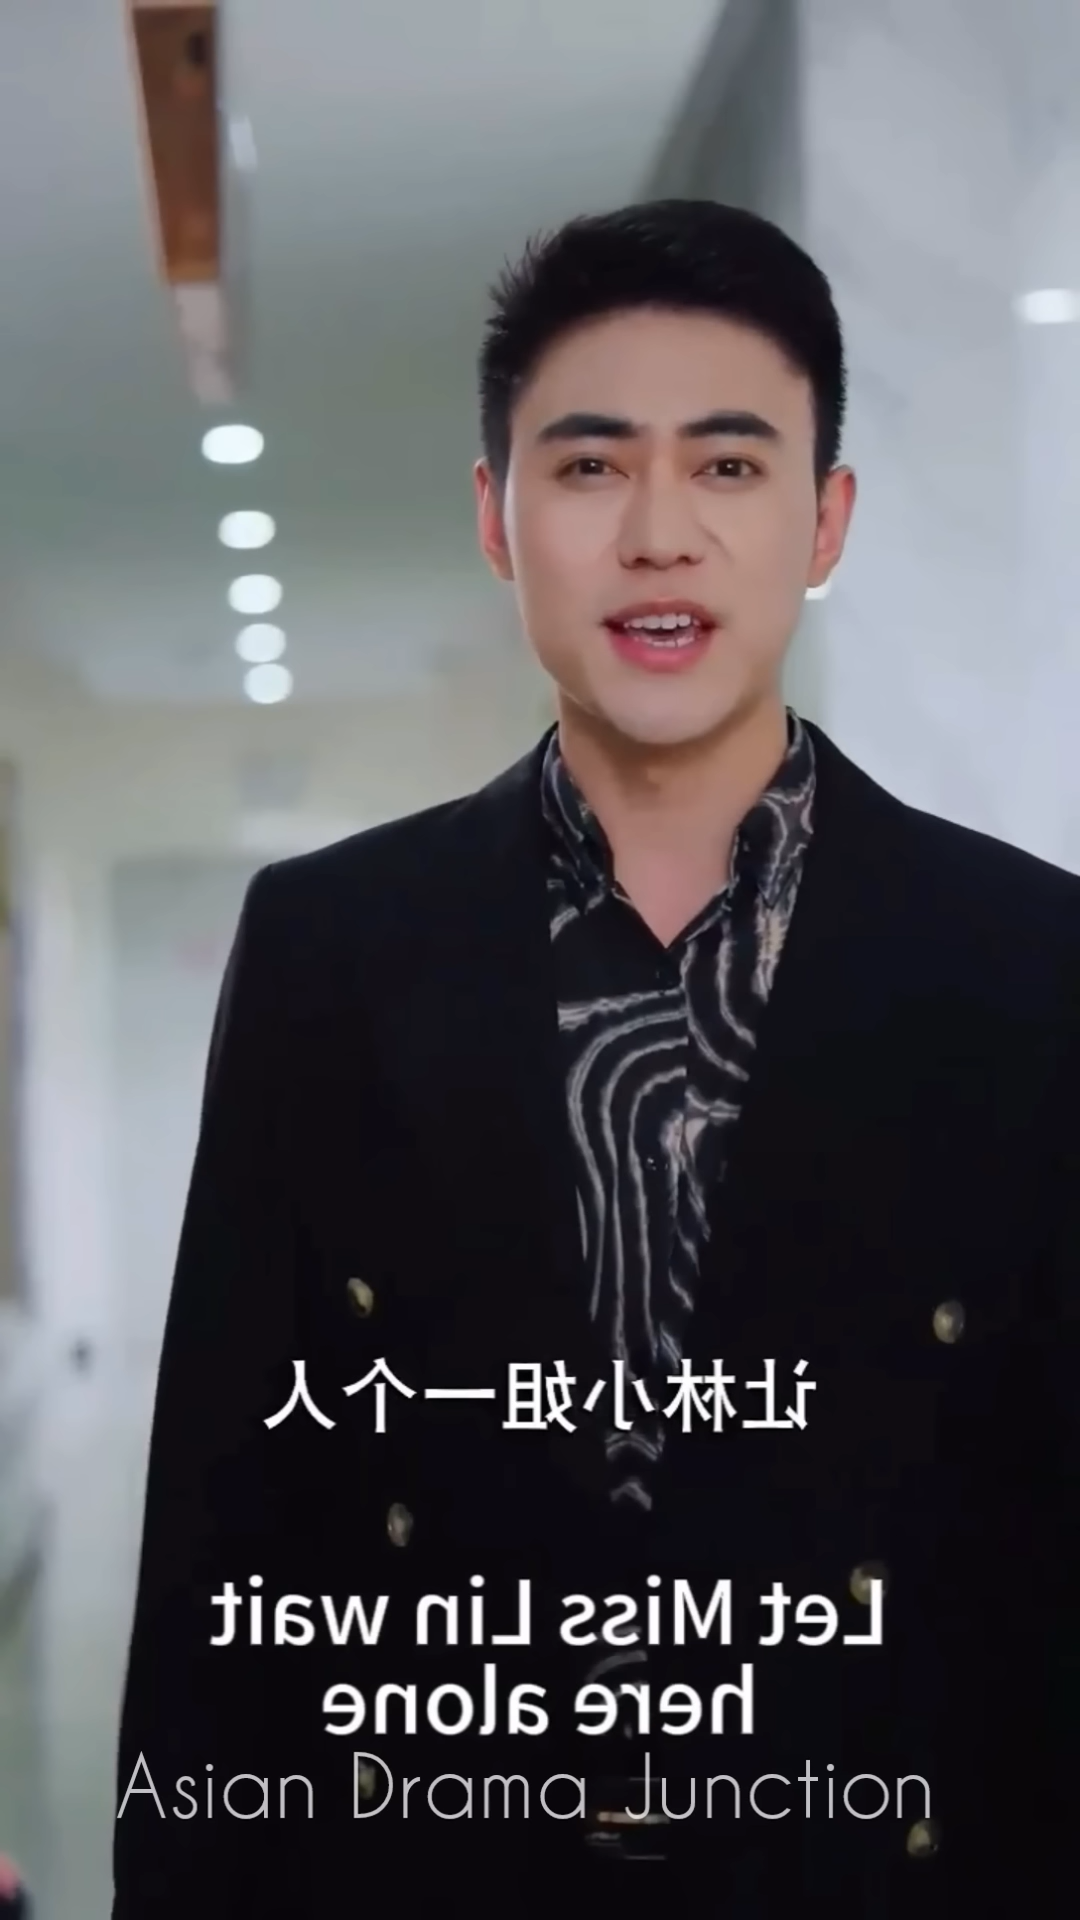 让林小姐一个人
Let Miss Lin wait
here alone
Asian Drama Junction